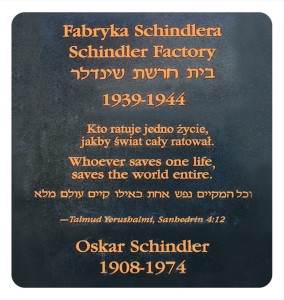 Fabryka Schindlera
Schindler Factory
בית חרשת שינדלר
1939-1944
Kto ratuje jedno życie,
jakby świat cały ratował.
Whoever saves one life,
saves the world entire.
וכל המקיים נפש אחת כאילו קיים עולם מלא
—Talmud Yerushalmi, Sanhedrin 4:12
Oskar Schindler
1908-1974